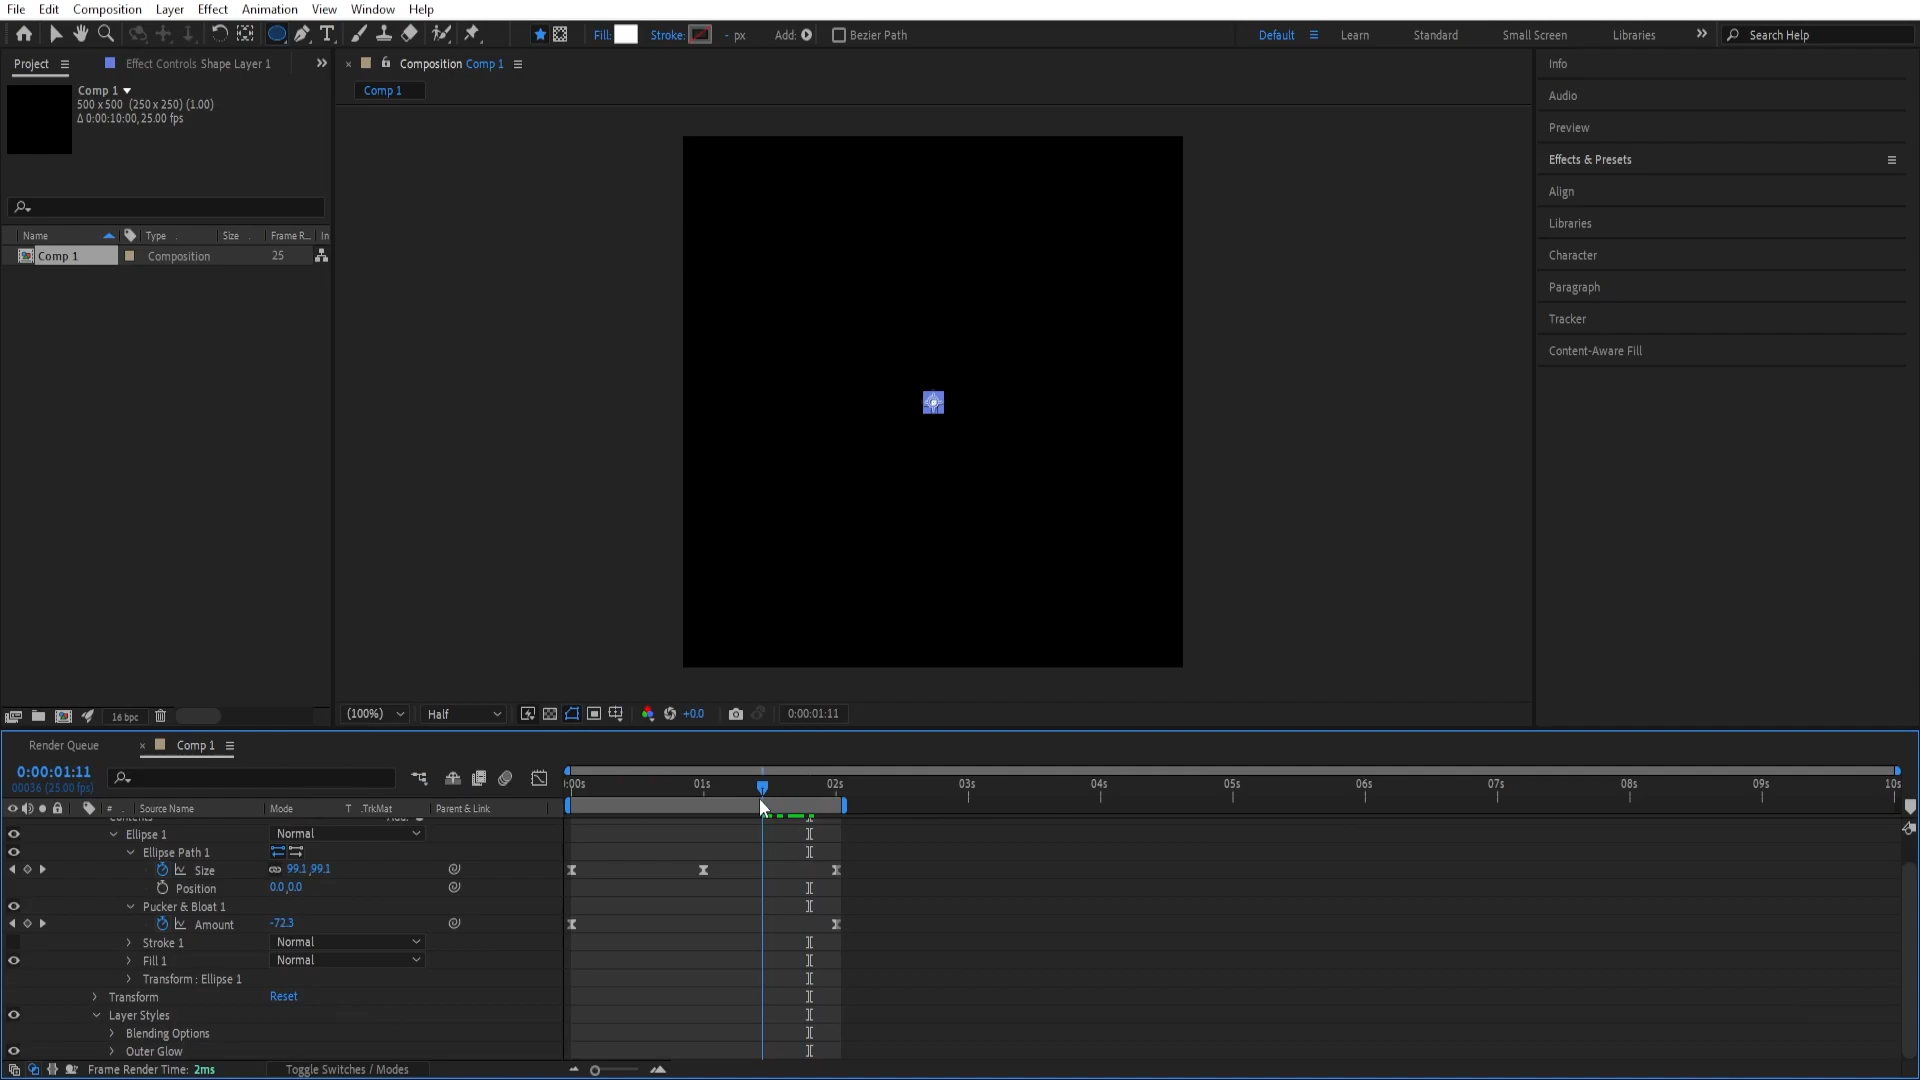 File Edit Composition Layer Effect Animation View Window Help
Fill: Stroke: - px Add: Bezier Path Default Learn Standard Small Screen Libraries Search Help
Project Effect Controls Shape Layer 1
Composition Comp 1
Info
Comp 1
500 x 500 (250 x 250) (1.00)
Δ 0:00:10:00, 25.00 fps
Comp 1
Audio
Preview
Effects & Presets
Align
Libraries
Character
Paragraph
Tracker
Content-Aware Fill
Name Type Size Frame R... In
Comp 1 Composition 25
16 bpc
(100%) Half +0.0 0:00:01:11
Render Queue Comp 1
0:00:01:11
00036 (25.00 fps)
:00s 01s 02s 03s 04s 05s 06s 07s 08s 09s 10s
# Source Name Mode T .TrkMat Parent & Link
Ellipse 1 Normal
Ellipse Path 1
Size 99.1,99.1
Position 0.0,0.0
Pucker & Bloat 1
Amount -72.3
Stroke 1 Normal
Fill 1 Normal
Transform : Ellipse 1
Transform Reset
Layer Styles
Blending Options
Outer Glow
Frame Render Time: 2ms Toggle Switches / Modes